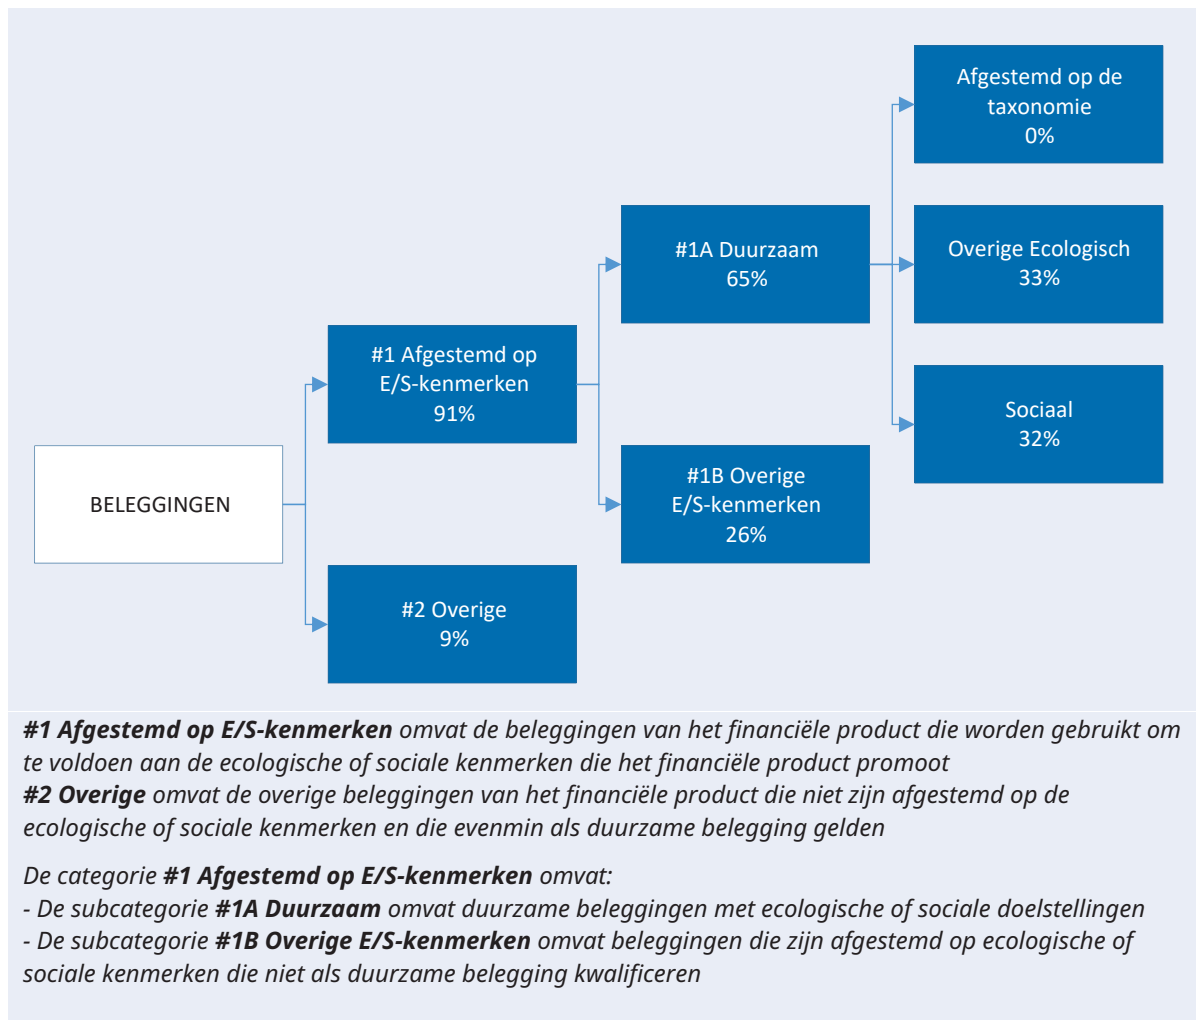 Afgestemd op de
taxonomie
0%
#1A Duurzaam
65%
Overige Ecologisch
33%
#1 Afgestemd op
E/S-kenmerken
91%
Sociaal
32%
BELEGGINGEN
#1B Overige
E/S-kenmerken
26%
#2 Overige
9%
#1 Afgestemd op E/S-kenmerken omvat de beleggingen van het financiële product die worden gebruikt om
te voldoen aan de ecologische of sociale kenmerken die het financiële product promoot
#2 Overige omvat de overige beleggingen van het financiële product die niet zijn afgestemd op de
ecologische of sociale kenmerken en die evenmin als duurzame belegging gelden
De categorie #1 Afgestemd op E/S-kenmerken omvat:
- De subcategorie #1A Duurzaam omvat duurzame beleggingen met ecologische of sociale doelstellingen
- De subcategorie #1B Overige E/S-kenmerken omvat beleggingen die zijn afgestemd op ecologische of
sociale kenmerken die niet als duurzame belegging kwalificeren